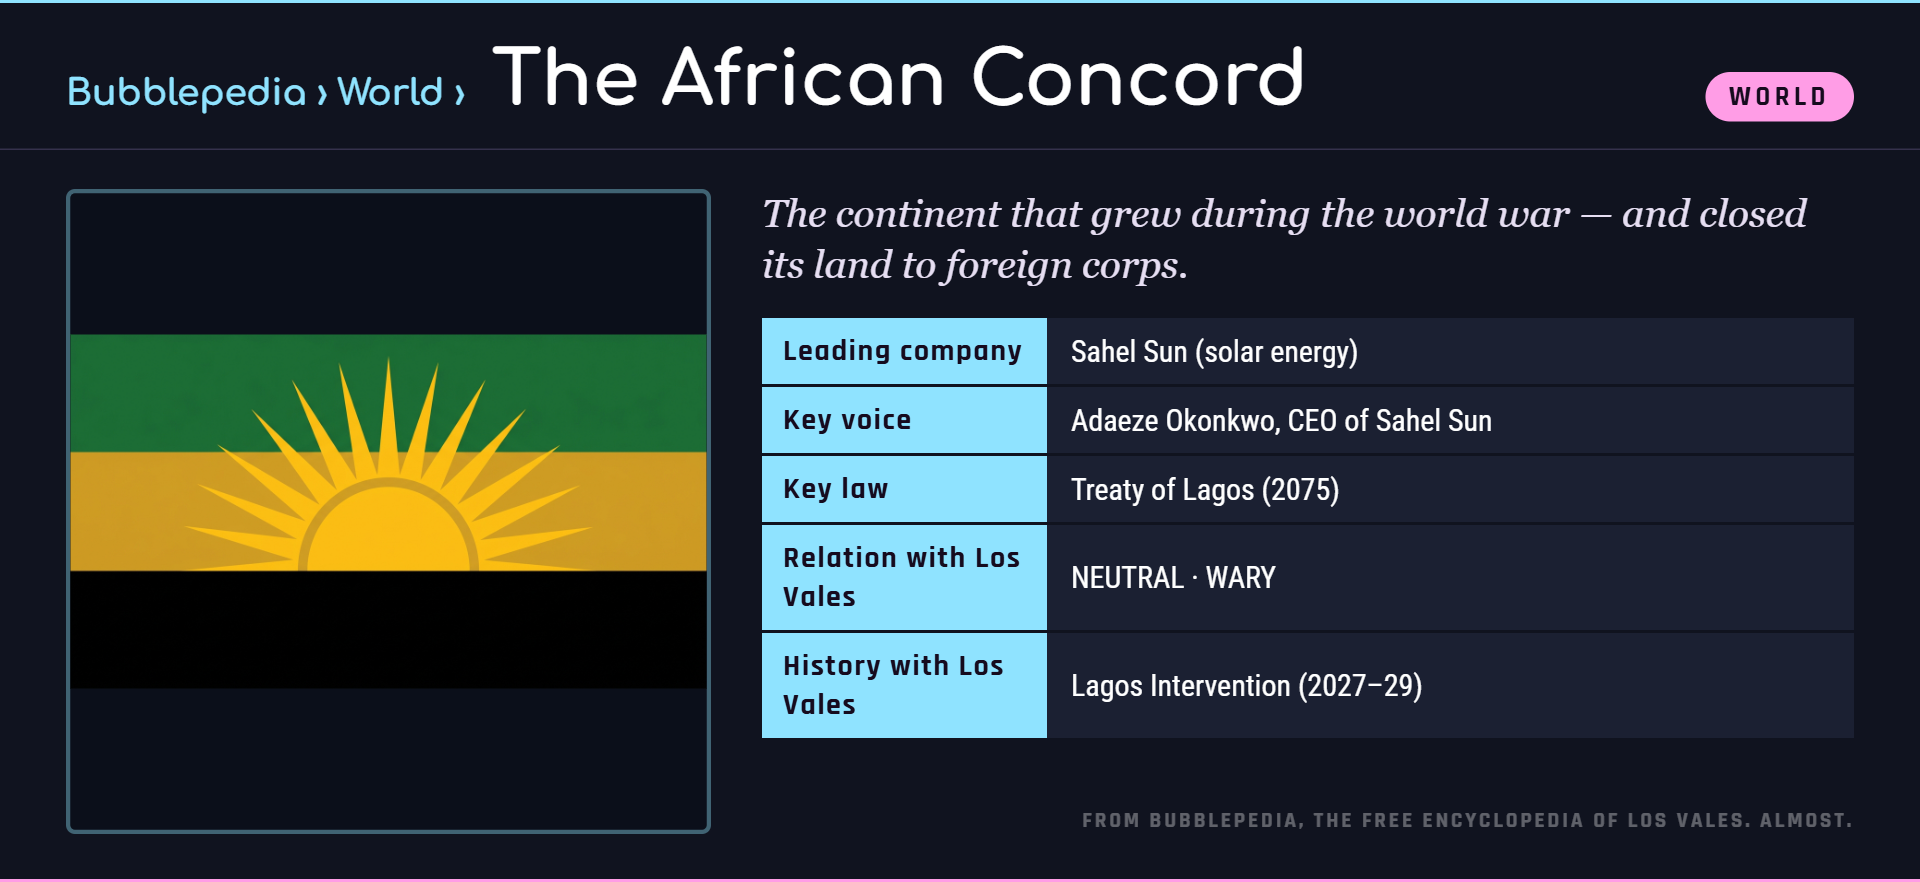 Bubblepedia › World › The African Concord
WORLD
The continent that grew during the world war — and closed
its land to foreign corps.
Leading company
Sahel Sun (solar energy)
Key voice
Adaeze Okonkwo, CEO of Sahel Sun
Key law
Treaty of Lagos (2075)
Relation with Los
Vales
NEUTRAL · WARY
History with Los
Vales
Lagos Intervention (2027–29)
FROM BUBBLEPEDIA, THE FREE ENCYCLOPEDIA OF LOS VALES. ALMOST.